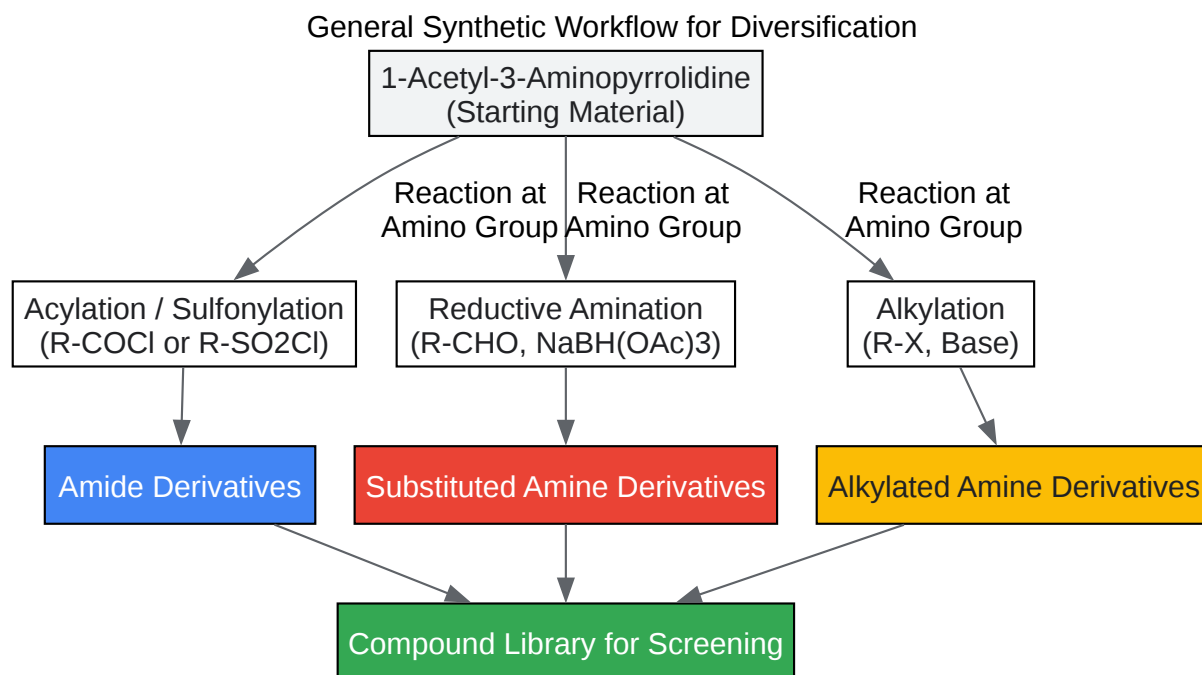 General Synthetic Workflow for Diversification
1-Acetyl-3-Aminopyrrolidine
(Starting Material)
Reaction at
Amino Group
Reaction at
Amino Group
Reaction at
Amino Group
Acylation / Sulfonylation
(R-COCl or R-SO2Cl)
Reductive Amination
(R-CHO, NaBH(OAc)3)
Alkylation
(R-X, Base)
Amide Derivatives
Substituted Amine Derivatives
Alkylated Amine Derivatives
Compound Library for Screening